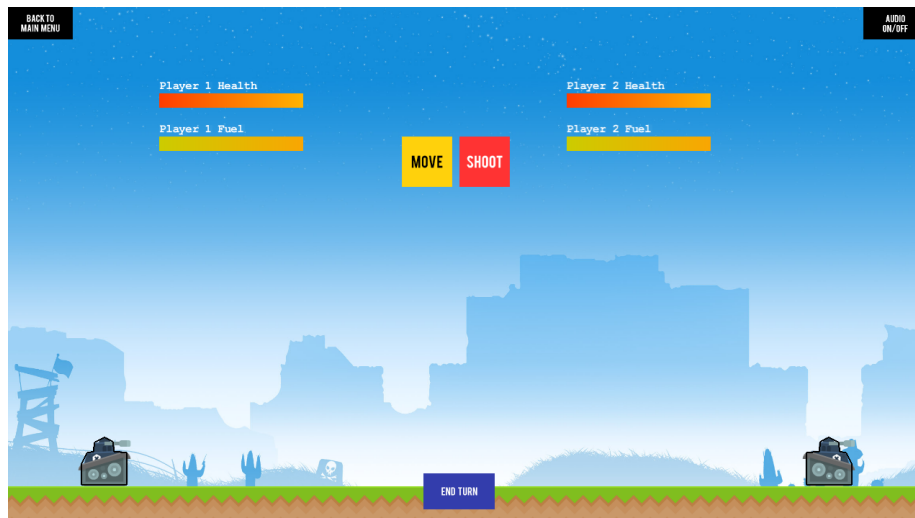 BACK TO
MAIN MENU
AUDIO
ON/OFF
Player 1 Health
Player 2 Health
Player 1 Fuel
Player 2 Fuel
MOVE
SHOOT
END TURN